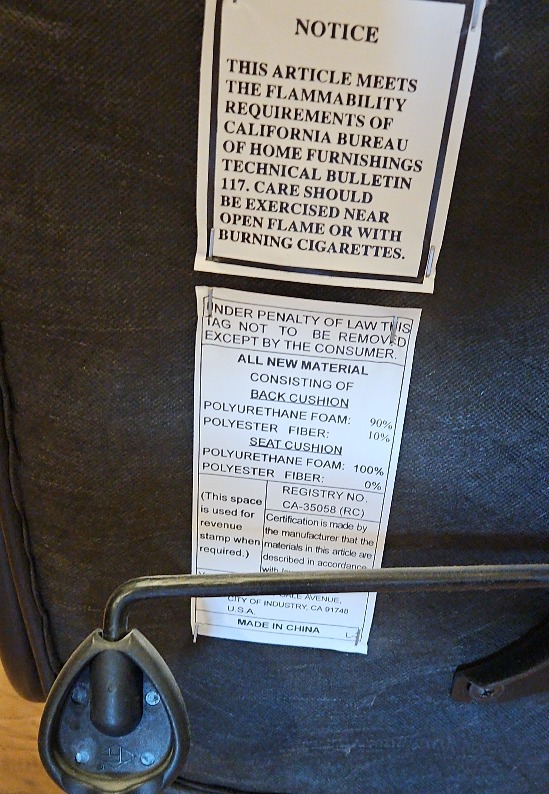 NOTICE
THIS ARTICLE MEETS
THE FLAMMABILITY
REQUIREMENTS OF
CALIFORNIA BUREAU
OF HOME FURNISHINGS
TECHNICAL BULLETIN
117. CARE SHOULD
BE EXERCISED NEAR
OPEN FLAME OR WITH
BURNING CIGARETTES.
UNDER PENALTY OF LAW THIS
TAG NOT TO BE REMOVED
EXCEPT BY THE CONSUMER.
ALL NEW MATERIAL
CONSISTING OF
BACK CUSHION
POLYURETHANE FOAM: 90%
POLYESTER FIBER: 10%
SEAT CUSHION
POLYURETHANE FOAM: 100%
POLYESTER FIBER: 0%
(This space
is used for
revenue
stamp when
required.)
REGISTRY NO.
CA-35058 (RC)
Certification is made by
the manufacturer that the
materials in this article are
described in accordance
with
AVENUE,
CITY OF INDUSTRY, CA 91748
U.S.A.
MADE IN CHINA